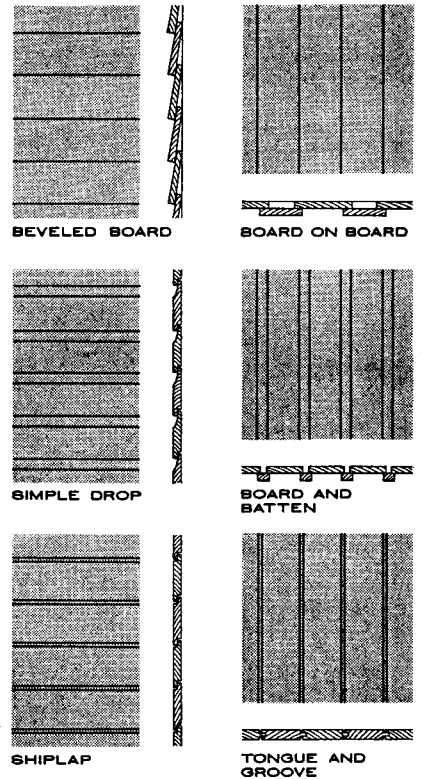 BEVELED BOARD
BOARD ON BOARD
SIMPLE DROP
BOARD AND
BATTEN
SHIPLAP
TONGUE AND
GROOVE